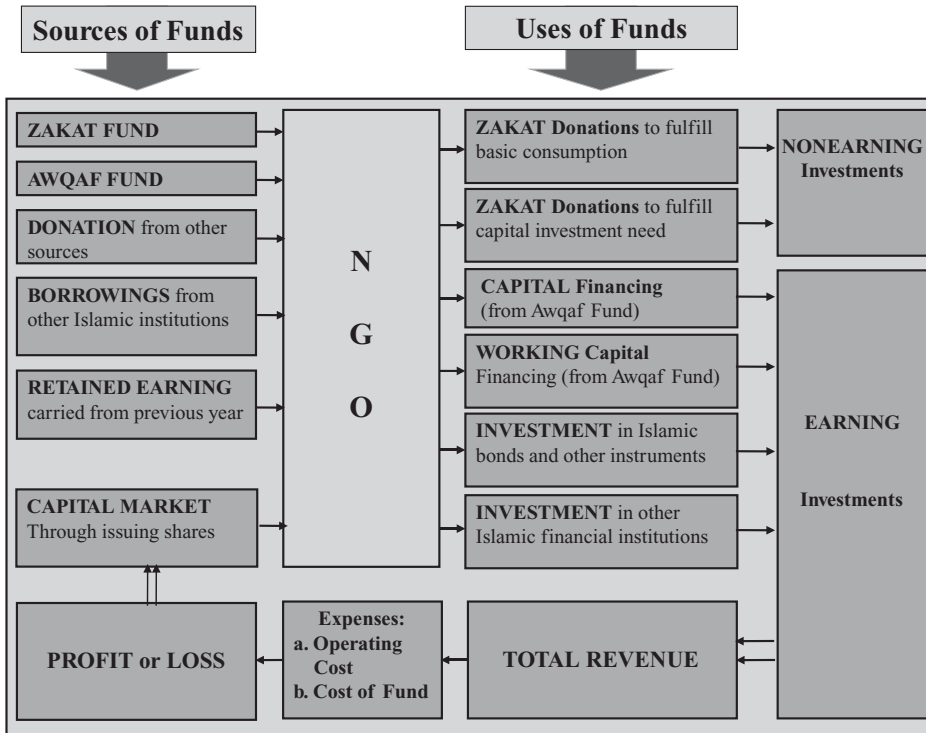 Sources of Funds
Uses of Funds
ZAKAT FUND
AWQAF FUND
DONATION from other
sources
BORROWINGS from
other Islamic institutions
RETAINED EARNING
carried from previous year
CAPITAL MARKET
Through issuing shares
N
G
O
ZAKAT Donations to fulfill
basic consumption
ZAKAT Donations to fulfill
capital investment need
CAPITAL Financing
(from Awqaf Fund)
WORKING Capital
Financing (from Awqaf Fund)
INVESTMENT in Islamic
bonds and other instruments
INVESTMENT in other
Islamic financial institutions
NONEARNING
Investments
EARNING
Investments
PROFIT or LOSS
Expenses:
a. Operating
Cost
b. Cost of Fund
TOTAL REVENUE